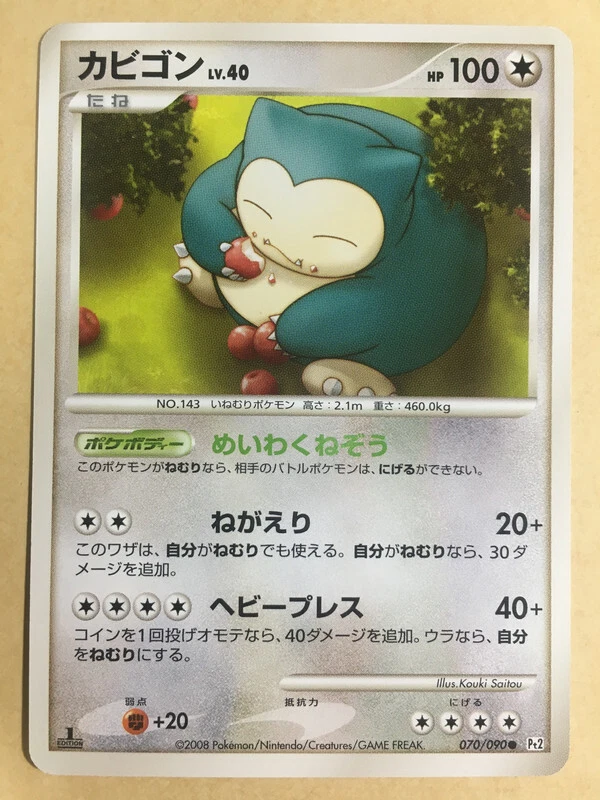 カビゴン LV.40 HP 100
たね
NO.143 いねむりポケモン 高さ:2.1m 重さ:460.0kg
ポケボディー めいわくねぞう
このポケモンがねむりなら、相手のバトルポケモンは、にげるができない。
ねがえり 20+
このワザは、自分がねむりでも使える。自分がねむりなら、30ダ
メージを追加。
ヘビープレス 40+
コインを1回投げオモテなら、40ダメージを追加。ウラなら、自分
をねむりにする。
Illus.Kouki Saitou
弱点 抵抗力 にげる
+20
1 EDITION ©2008 Pokémon/Nintendo/Creatures/GAME FREAK. 070/090 Pt2